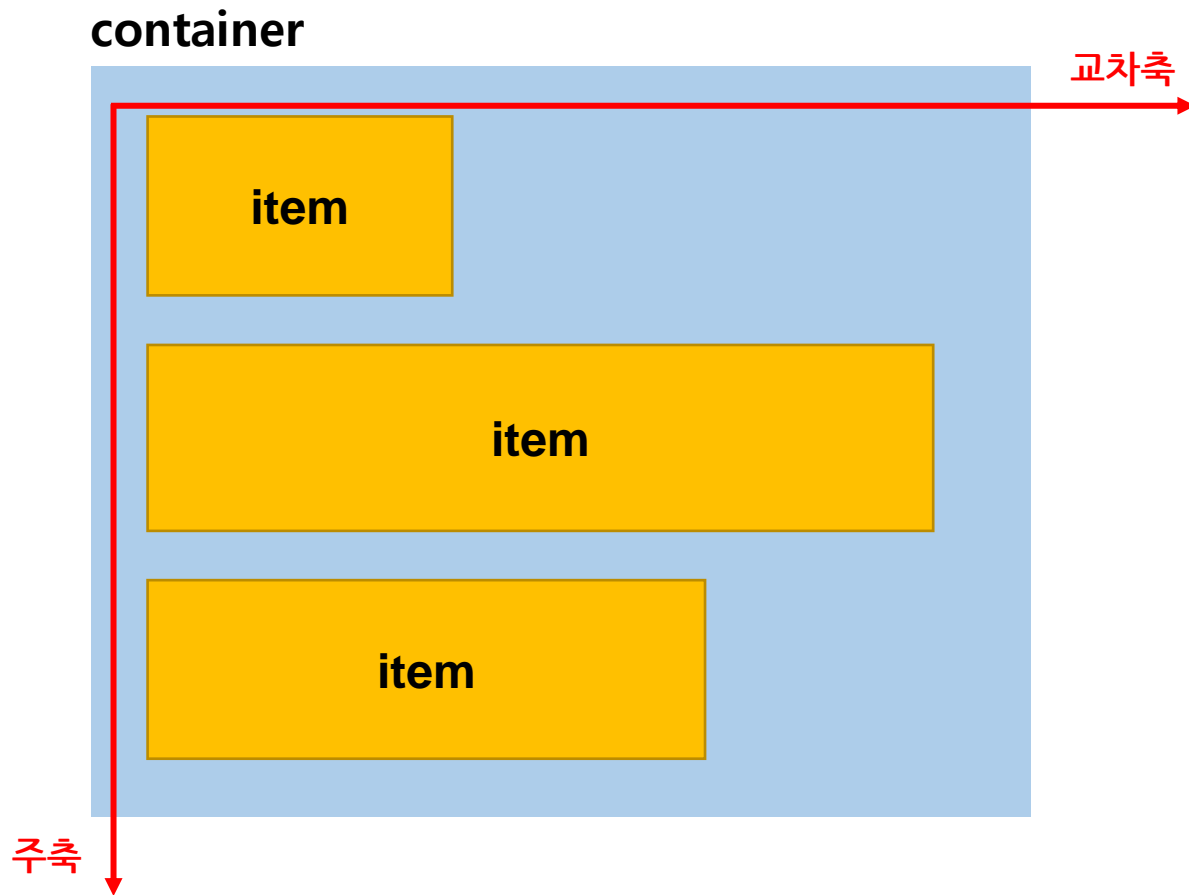 container
교차축
item
item
item
주축